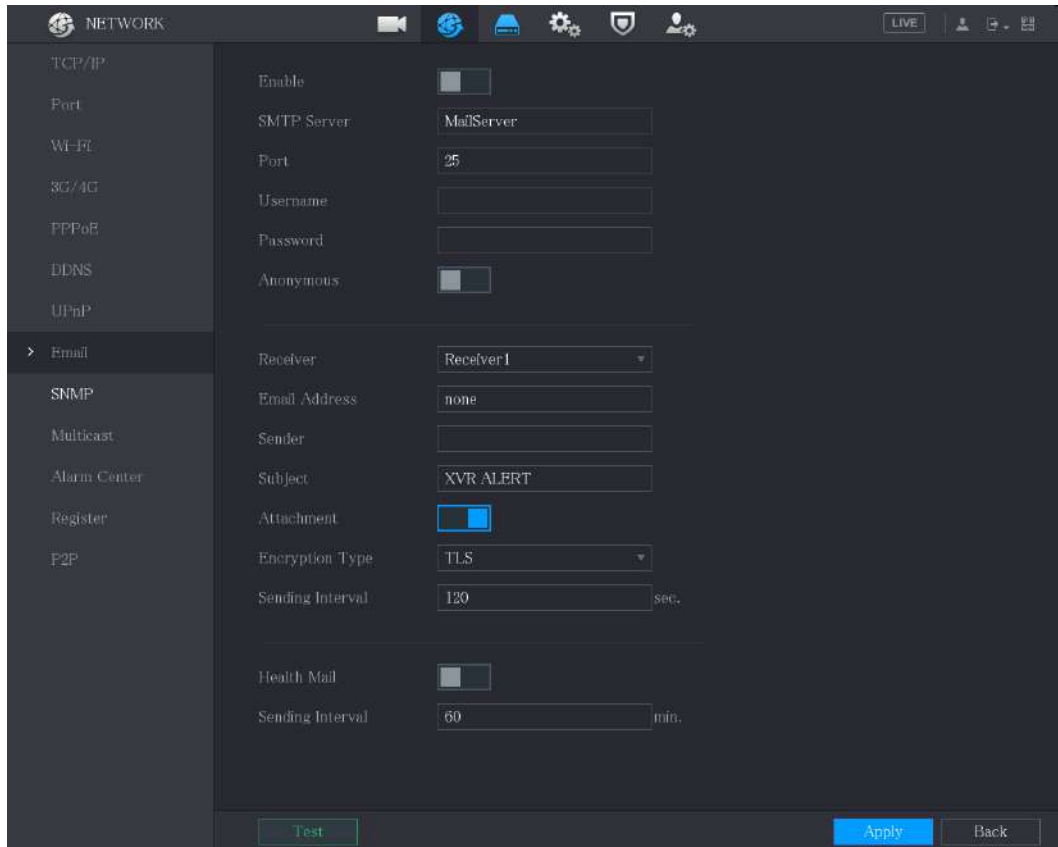 NETWORK
LIVE
TCP/IP
Port
Wi-Fi
3G/4G
PPPoE
DDNS
UPnP
Email
SNMP
Multicast
Alarm Center
Register
P2P
Enable
SMTP Server MailServer
Port 25
Username
Password
Anonymous
Receiver Receiver1
Email Address none
Sender
Subject XVR ALERT
Attachment
Encryption Type TLS
Sending Interval 120 sec.
Health Mail
Sending Interval 60 min.
Test Apply Back